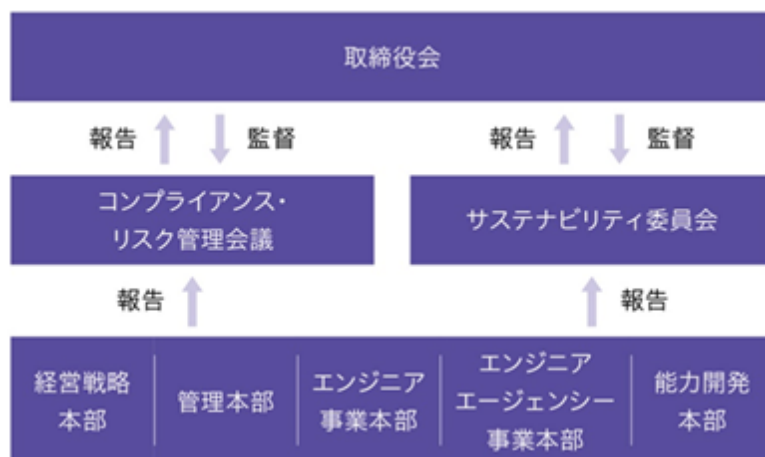 取締役会
報告
監督
報告
監督
コンプライアンス・
リスク管理会議
サステナビリティ委員会
報告
報告
経営戦略
本部
管理本部
エンジニア
事業本部
エンジニア
エージェンシー
事業本部
能力開発
本部